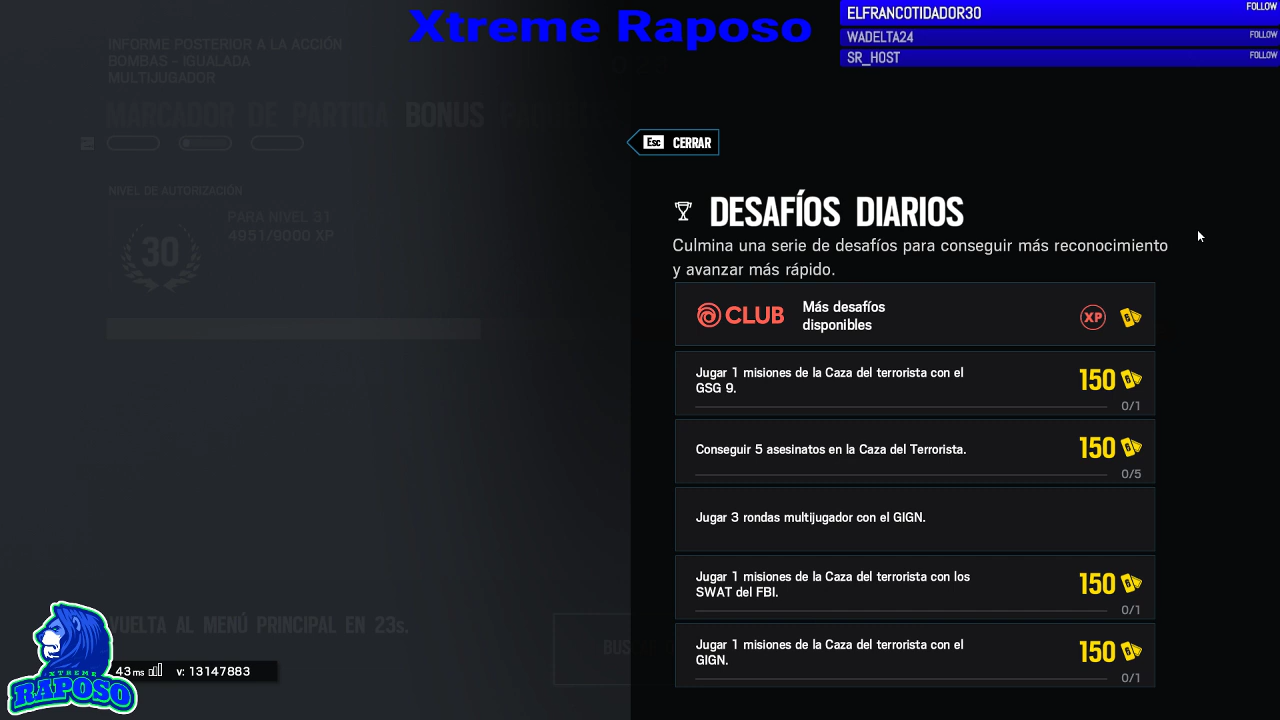 Xtreme Raposo
ELFRANCOTIDADOR30
FOLLOW
WADELTA24
FOLLOW
SR_HOST
FOLLOW
INFORME POSTERIOR A LA ACCIÓN
BOMBAS - IGUALADA
MULTIJUGADOR
MARCADOR DE PARTIDA BONUS
Esc CERRAR
NIVEL DE AUTORIZACIÓN
PARA NIVEL 31
4951/9000 XP
30
DESAFÍOS DIARIOS
Culmina una serie de desafíos para conseguir más reconocimiento
y avanzar más rápido.
CLUB
Más desafíos
disponibles
XP
Jugar 1 misiones de la Caza del terrorista con el
GSG 9.
150
0/1
Conseguir 5 asesinatos en la Caza del Terrorista.
150
0/5
Jugar 3 rondas multijugador con el GIGN.
Jugar 1 misiones de la Caza del terrorista con los
SWAT del FBI.
150
0/1
Jugar 1 misiones de la Caza del terrorista con el
GIGN.
150
0/1
VUELTA AL MENÚ PRINCIPAL EN 23s.
43 ms v: 13147883
XTREME
RAPOSO